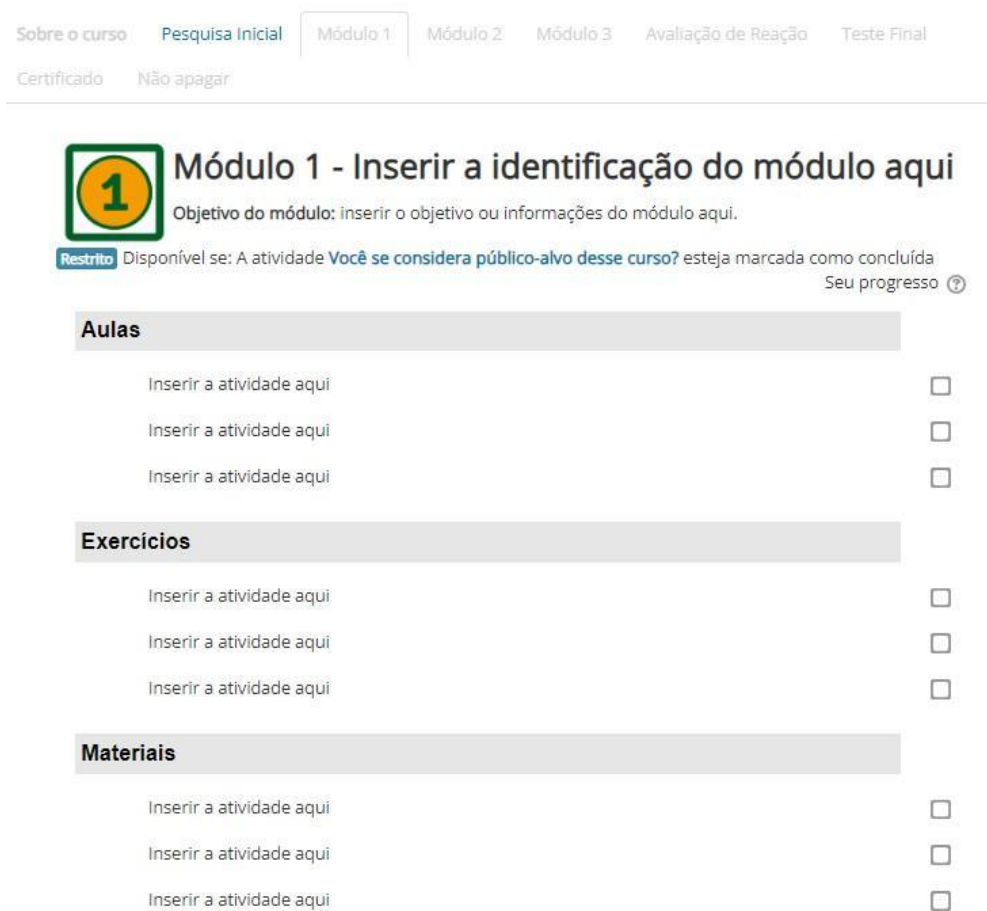 Sobre o curso Pesquisa Inicial Módulo 1 Módulo 2 Módulo 3 Avaliação de Reação Teste Final
Certificado Não apagar
1
Módulo 1 - Inserir a identificação do módulo aqui
Objetivo do módulo: inserir o objetivo ou informações do módulo aqui.
Restrito Disponível se: A atividade Você se considera público-alvo desse curso? esteja marcada como concluída
Seu progresso ?
Aulas
Inserir a atividade aqui
Inserir a atividade aqui
Inserir a atividade aqui
Exercícios
Inserir a atividade aqui
Inserir a atividade aqui
Inserir a atividade aqui
Materiais
Inserir a atividade aqui
Inserir a atividade aqui
Inserir a atividade aqui